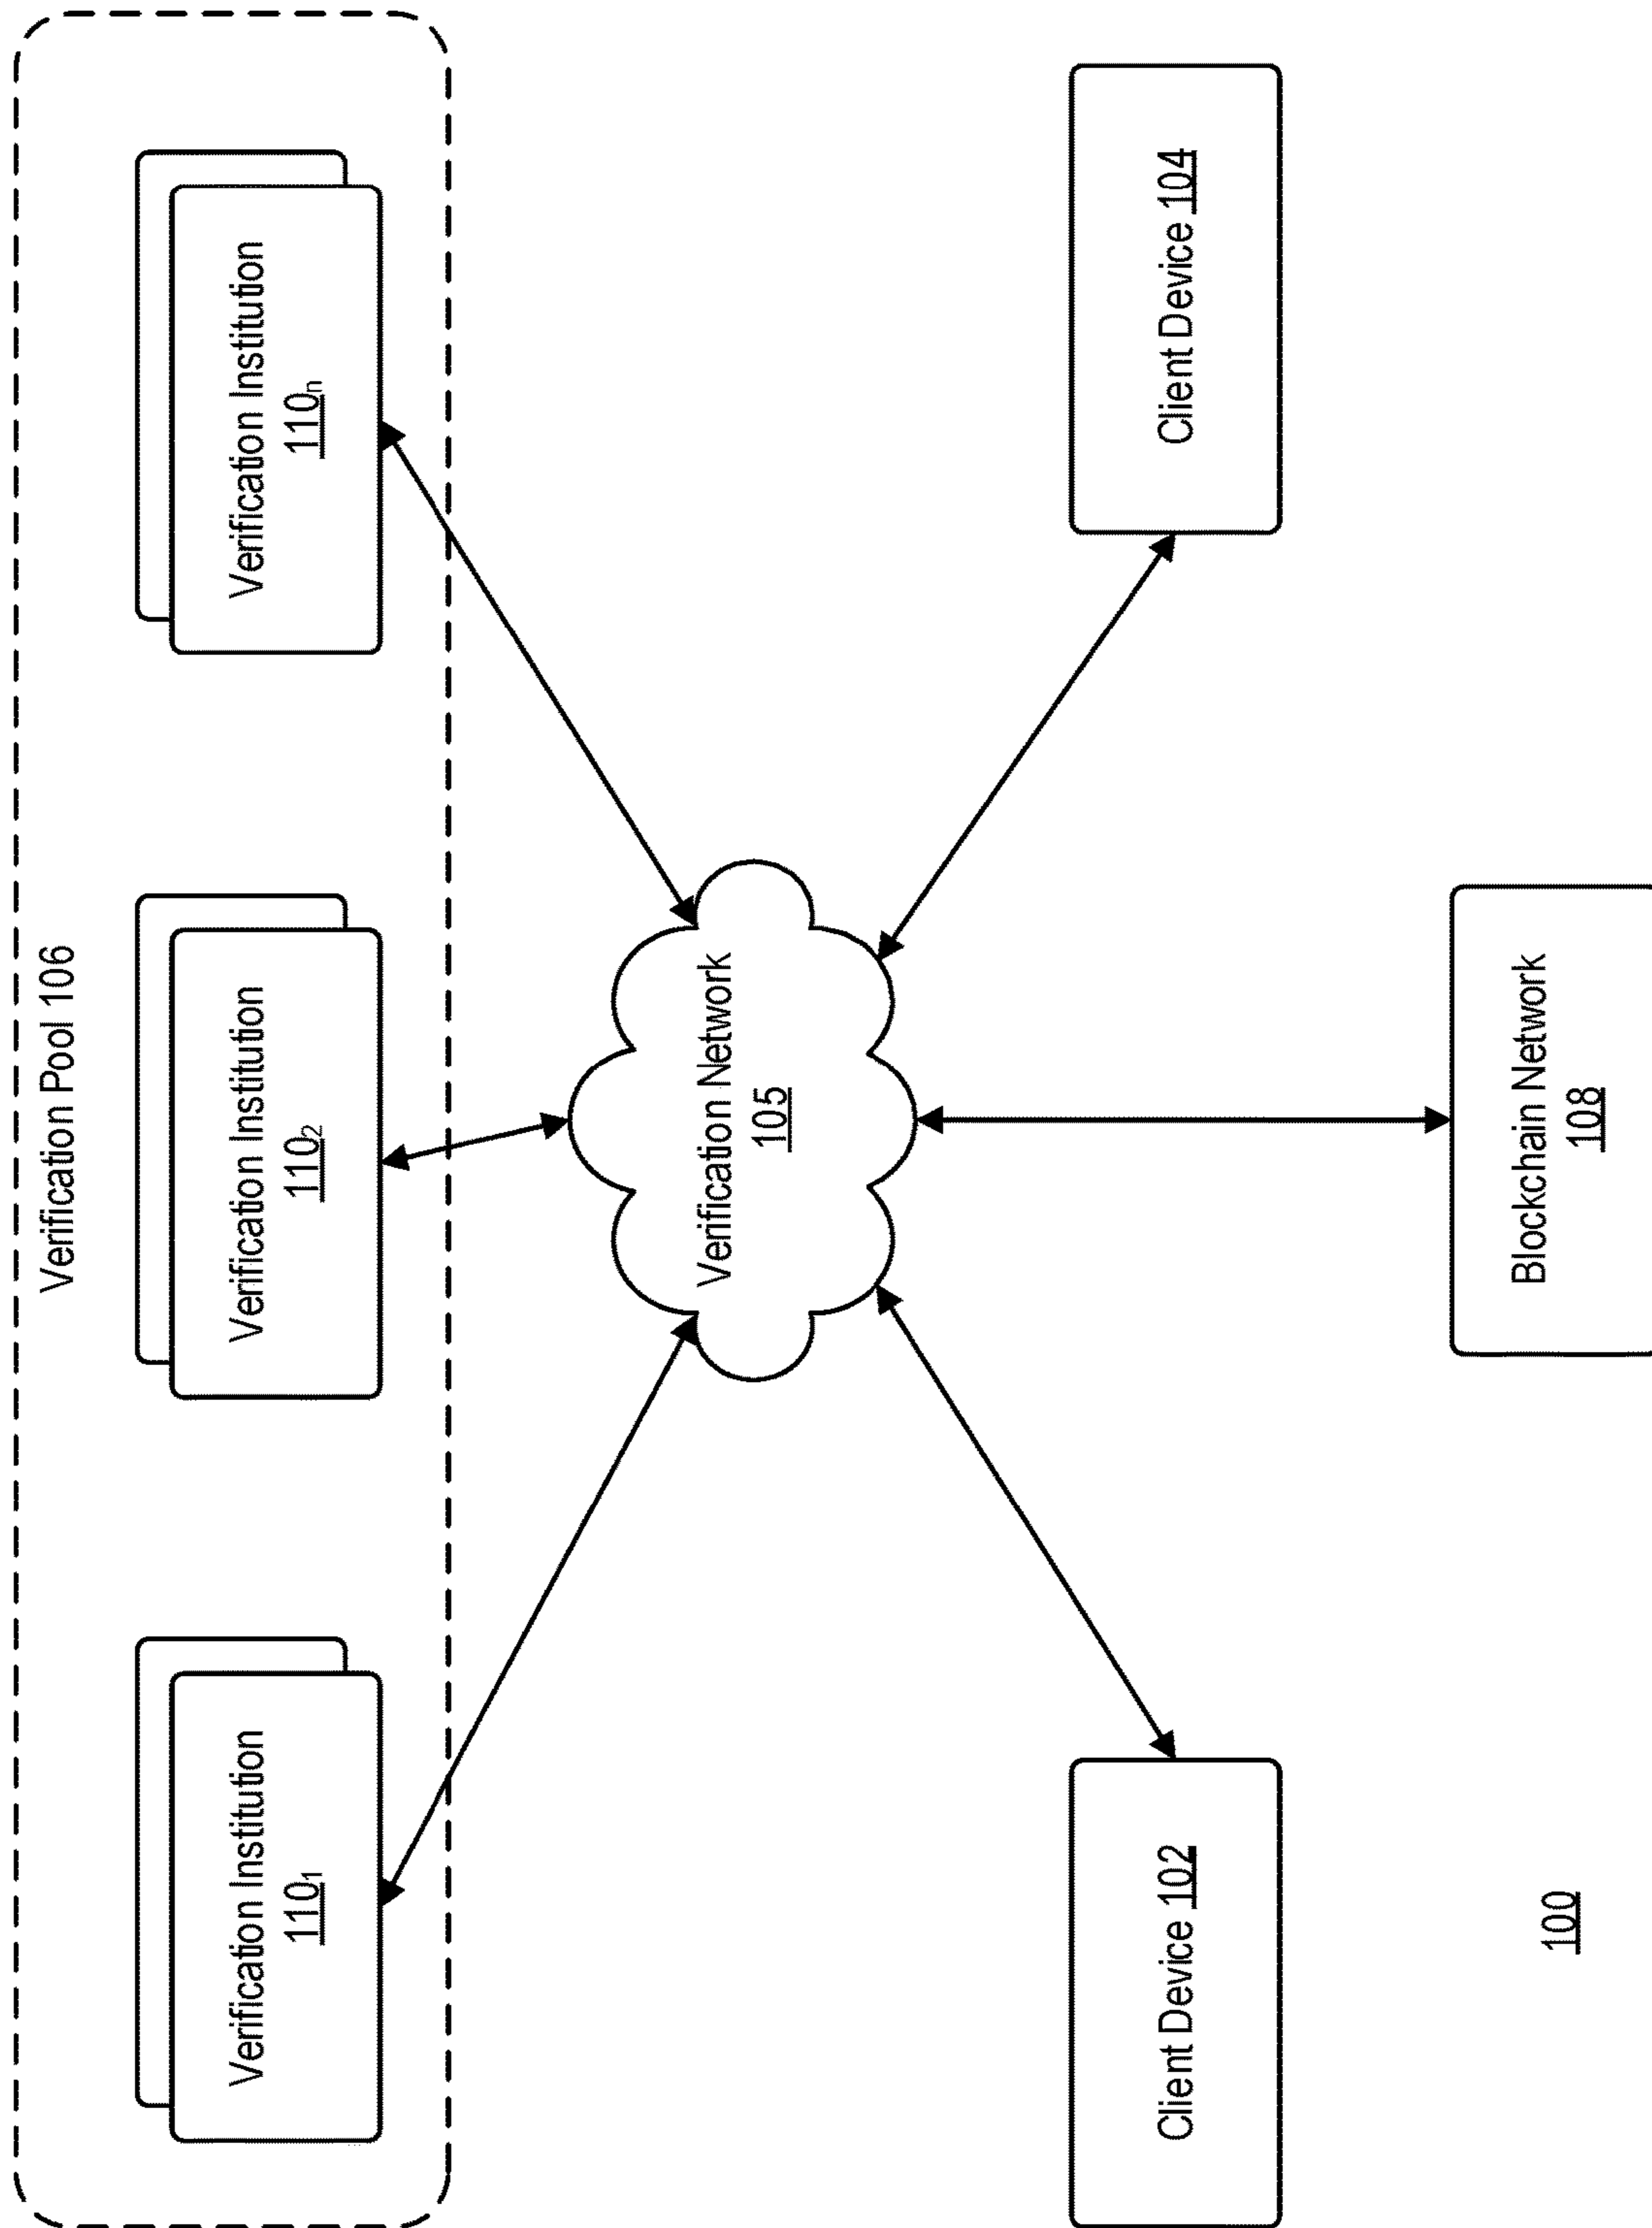 Verification Pool 106
Verification Institution
110₁
Verification Institution
110₂
Verification Institution
110ₙ
Verification Network
105
Client Device 102
Client Device 104
Blockchain Network
108
100